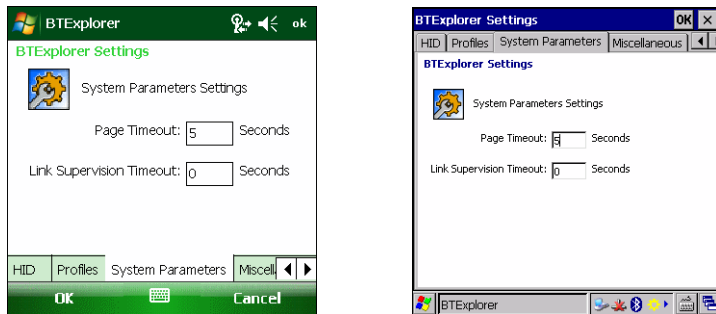 BTExplorer ok
BTExplorer Settings
System Parameters Settings
Page Timeout: 5 Seconds
Link Supervision Timeout: 0 Seconds
HID Profiles System Parameters Miscell
OK Cancel
BTExplorer Settings OK ×
HID Profiles System Parameters Miscellaneous
BTExplorer Settings
System Parameters Settings
Page Timeout: 5 Seconds
Link Supervision Timeout: 0 Seconds
BTExplorer